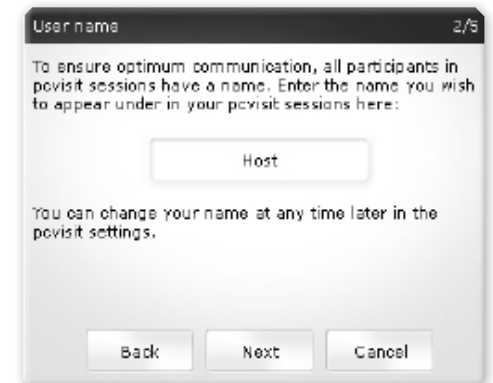 User name 2/5
To ensure optimum communication, all participants in
pcvisit sessions have a name. Enter the name you wish
to appear under in your pcvisit sessions here:
Host
You can change your name at any time later in the
pcvisit settings.
Back Next Cancel